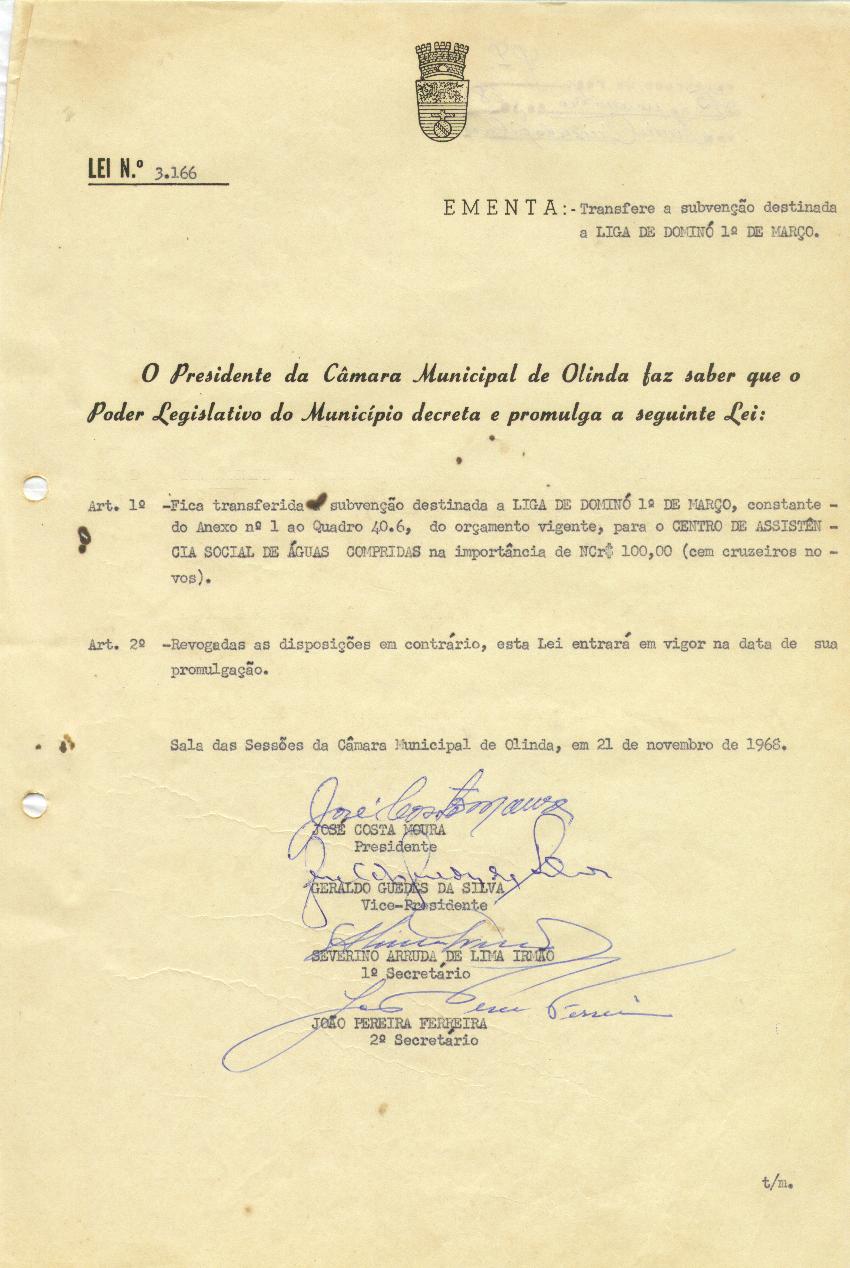 LEI N.º 3.166
EMENTA:-Transfere a subvenção destinada
a LIGA DE DOMINÓ 1º DE MARÇO.
O Presidente da Câmara Municipal de Olinda faz saber que o
Poder Legislativo do Município decreta e promulga a seguinte Lei:
Art. 1º -Fica transferida subvenção destinada a LIGA DE DOMINÓ 1º DE MARÇO, constante -
do Anexo nº 1 ao Quadro 40.6, do orçamento vigente, para o CENTRO DE ASSISTÊN -
CIA SOCIAL DE ÁGUAS COMPRIDAS na importância de NCr$ 100,00 (cem cruzeiros no -
vos).
Art. 2º -Revogadas as disposições em contrário, esta Lei entrará em vigor na data de sua
promulgação.
Sala das Sessões da Câmara Municipal de Olinda, em 21 de novembro de 1968.
José Costa Moura
JOSÉ COSTA MOURA
Presidente
GERALDO GUEDES DA SILVA
Vice-Presidente
SEVERINO ARRUDA DE LIMA IRMÃO
1º Secretário
JOÃO PEREIRA FERREIRA
2º Secretário
t/m.